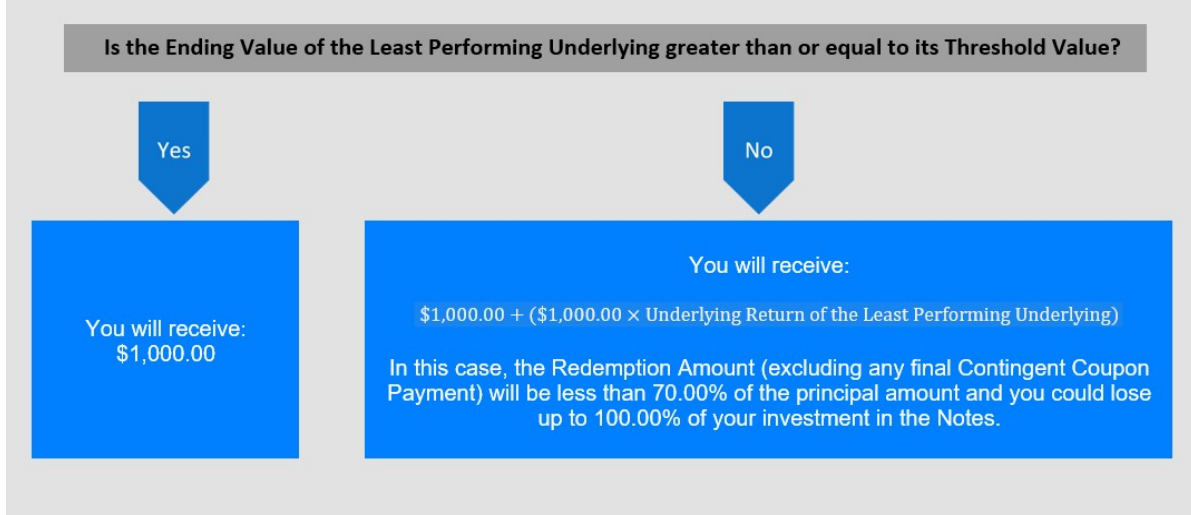 Is the Ending Value of the Least Performing Underlying greater than or equal to its Threshold Value?
Yes
No
You will receive:
$1,000.00
You will receive:
$1,000.00 + ($1,000.00 × Underlying Return of the Least Performing Underlying)
In this case, the Redemption Amount (excluding any final Contingent Coupon
Payment) will be less than 70.00% of the principal amount and you could lose
up to 100.00% of your investment in the Notes.